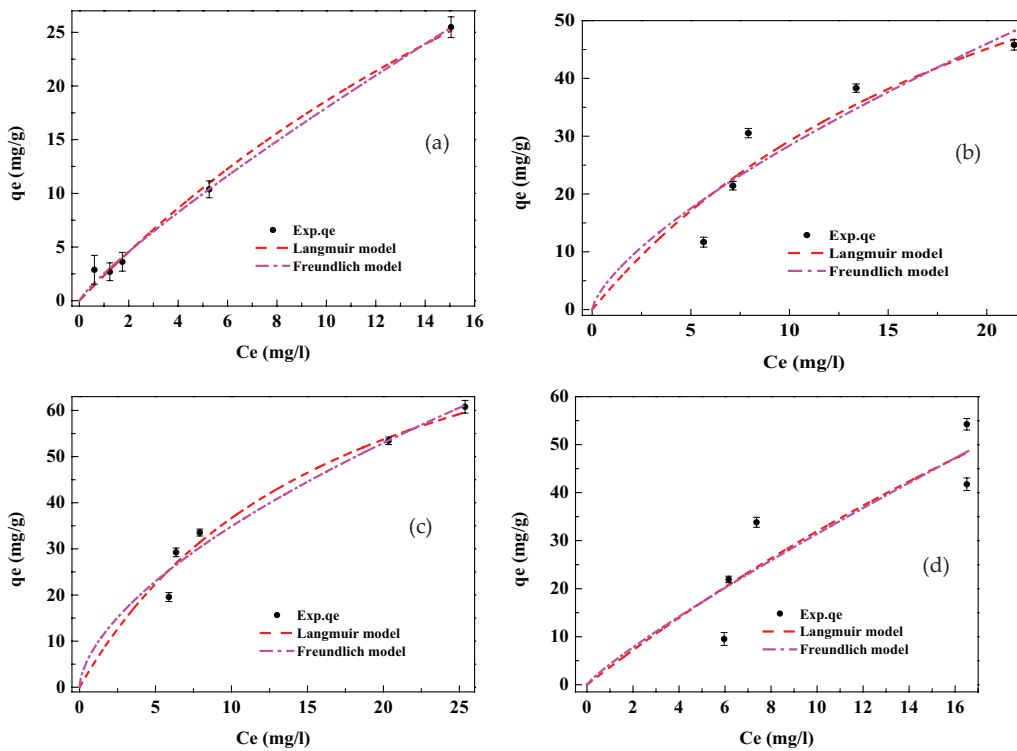 25
20
15
10
5
0
qe (mg/g)
(a)
Exp.qe
Langmuir model
Freundlich model
0 2 4 6 8 10 12 14 16
Ce (mg/l)
50
40
30
20
10
0
qe (mg/g)
(b)
Exp.qe
Langmuir model
Freundlich model
0 5 10 15 20
Ce (mg/l)
60
50
40
30
20
10
0
qe (mg/g)
(c)
Exp.qe
Langmuir model
Freundlich model
0 5 10 15 20 25
Ce (mg/l)
60
50
40
30
20
10
0
qe (mg/g)
(d)
Exp.qe
Langmuir model
Freundlich model
0 2 4 6 8 10 12 14 16
Ce (mg/l)